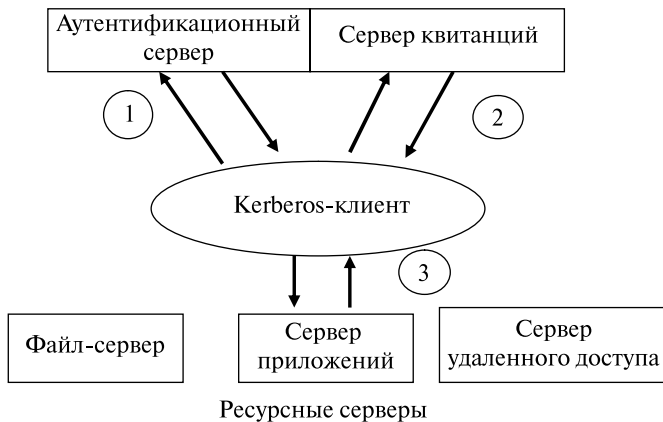 Аутентификационный
сервер
Сервер квитанций
1
2
Kerberos-клиент
3
Файл-сервер
Сервер
приложений
Сервер
удаленного доступа
Ресурсные серверы